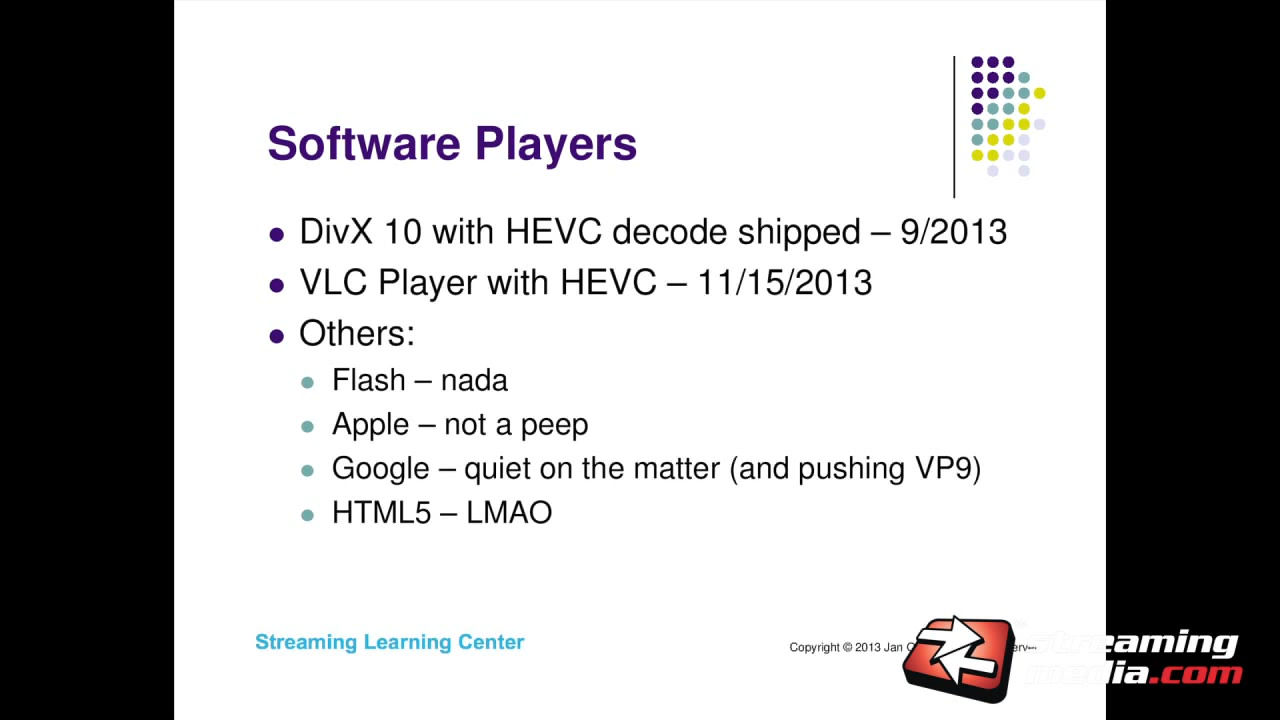 Software Players
DivX 10 with HEVC decode shipped – 9/2013
VLC Player with HEVC – 11/15/2013
Others:
Flash – nada
Apple – not a peep
Google – quiet on the matter (and pushing VP9)
HTML5 – LMAO
Streaming Learning Center
Copyright © 2013 Jan
streaming
media.com